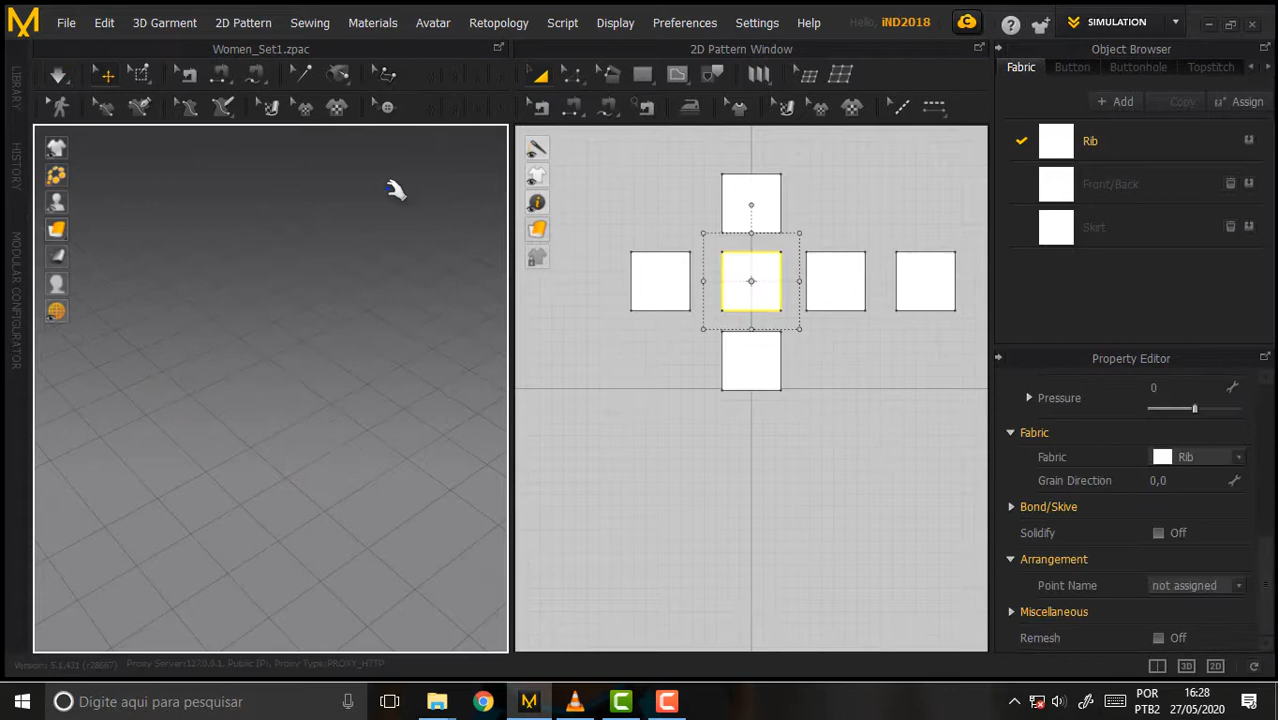 File Edit 3D Garment 2D Pattern Sewing Materials Avatar Retopology Script Display Preferences Settings Help Hello, iND2018 SIMULATION
Women_Set1.zpac
2D Pattern Window
Object Browser
Fabric Button Buttonhole Topstitch
+ Add Copy Assign
Rib
Front/Back
Skirt
LIBRARY
HISTORY
MODULAR CONFIGURATOR
Property Editor
Pressure 0
Fabric
Fabric Rib
Grain Direction 0,0
Bond/Skive
Solidify Off
Arrangement
Point Name not assigned
Miscellaneous
Remesh Off
Version: 5.1.431 (r28667) Proxy Server:127.0.0.1, Public [P], Proxy Type:PROXY_HTTP
3D 2D
Digite aqui para pesquisar
POR
PTB2
16:28
27/05/2020